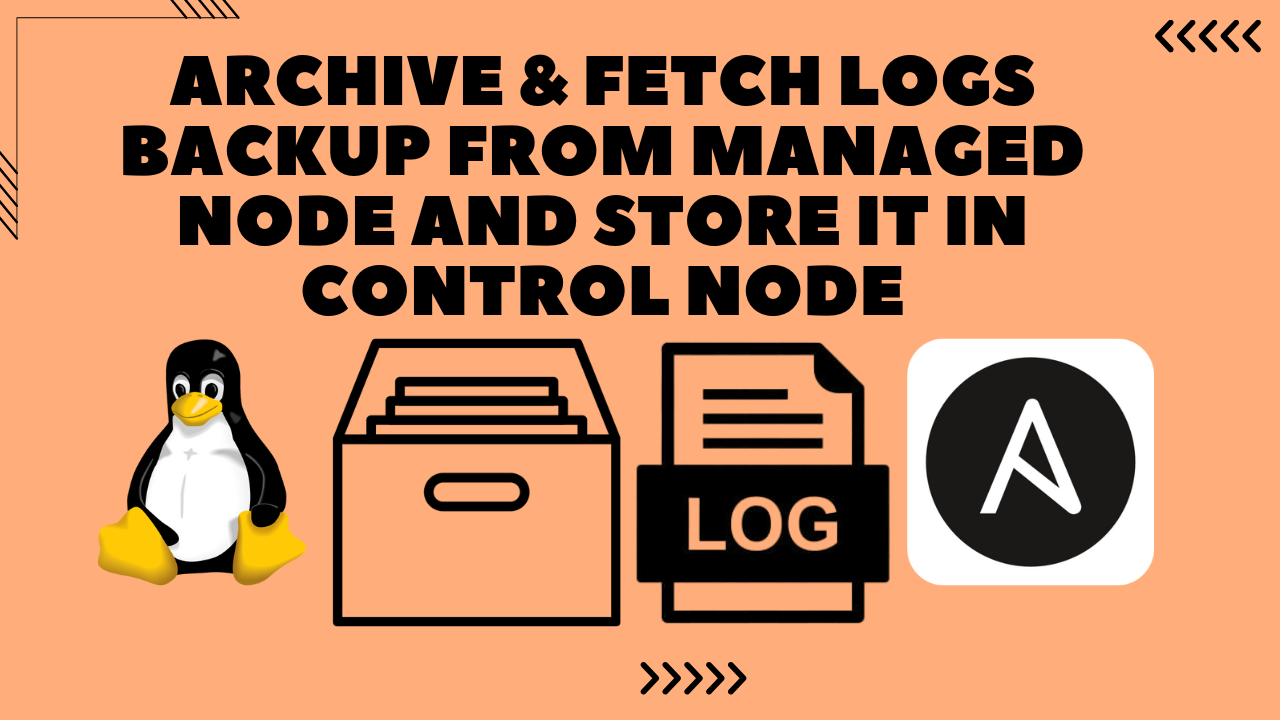 ARCHIVE & FETCH LOGS
BACKUP FROM MANAGED
NODE AND STORE IT IN
CONTROL NODE
LOG